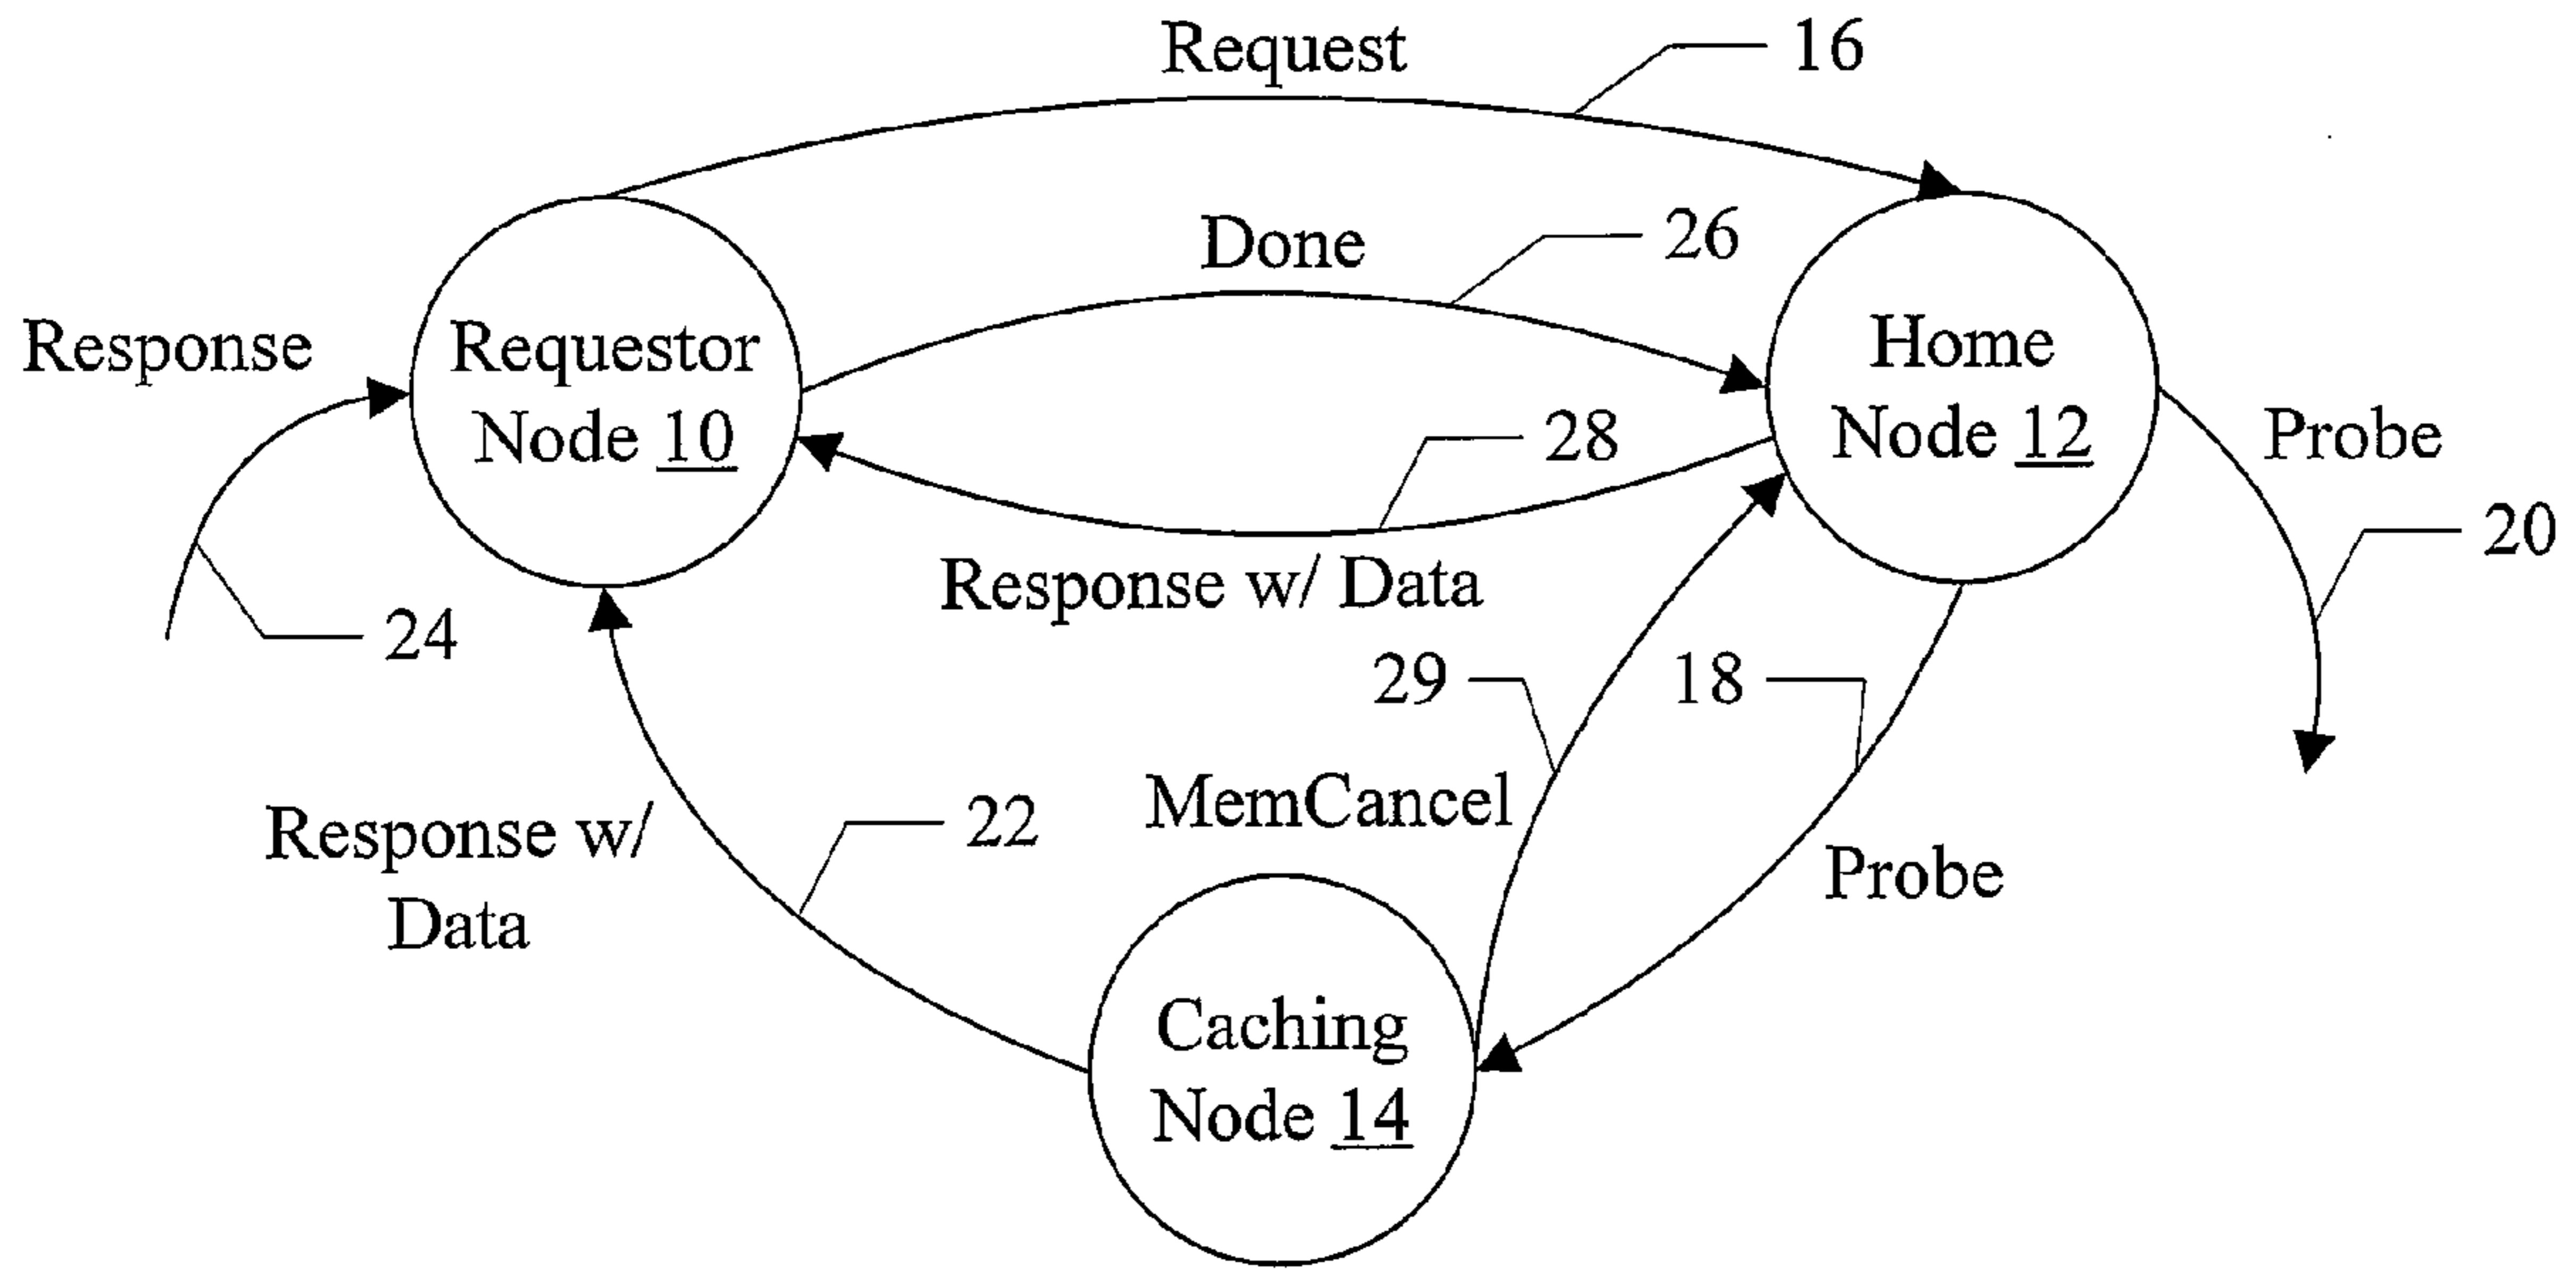 Request
16
Done
26
Response
Requestor
Node 10
Home
Node 12
28
Probe
20
Response w/ Data
24
29
18
MemCancel
22
Response w/
Data
Probe
Caching
Node 14